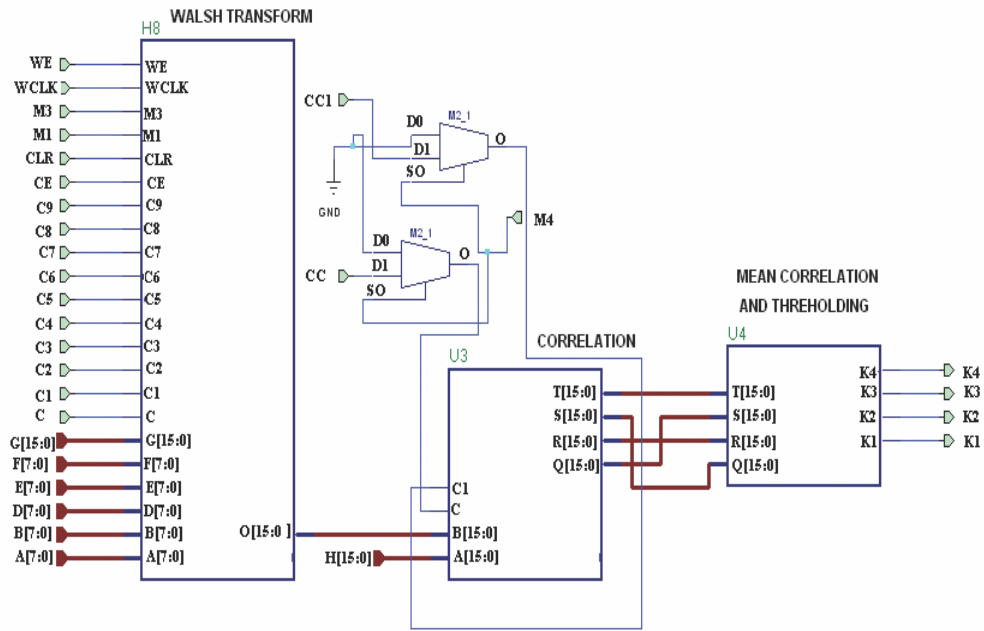 WALSH TRANSFORM
H8
WE
WCLK
M3
M1
CLR
CE
C9
C8
C7
C6
C5
C4
C3
C2
C1
C
G[15:0]
F[7:0]
E[7:0]
D[7:0]
B[7:0]
A[7:0]
WE
WCLK
M3
M1
CLR
CE
C9
C8
C7
C6
C5
C4
C3
C2
C1
C
G[15:0]
F[7:0]
E[7:0]
D[7:0]
B[7:0]
A[7:0]
O[15:0 ]
CC1
M2_1
D0
D1
SO
O
GND
M4
M2_1
D0
D1
SO
O
CC
CORRELATION
U3
T[15:0]
S[15:0]
R[15:0]
Q[15:0]
C1
C
B[15:0]
A[15:0]
H[15:0]
MEAN CORRELATION
AND THREHOLDING
U4
T[15:0]
S[15:0]
R[15:0]
Q[15:0]
K4
K3
K2
K1
K4
K3
K2
K1